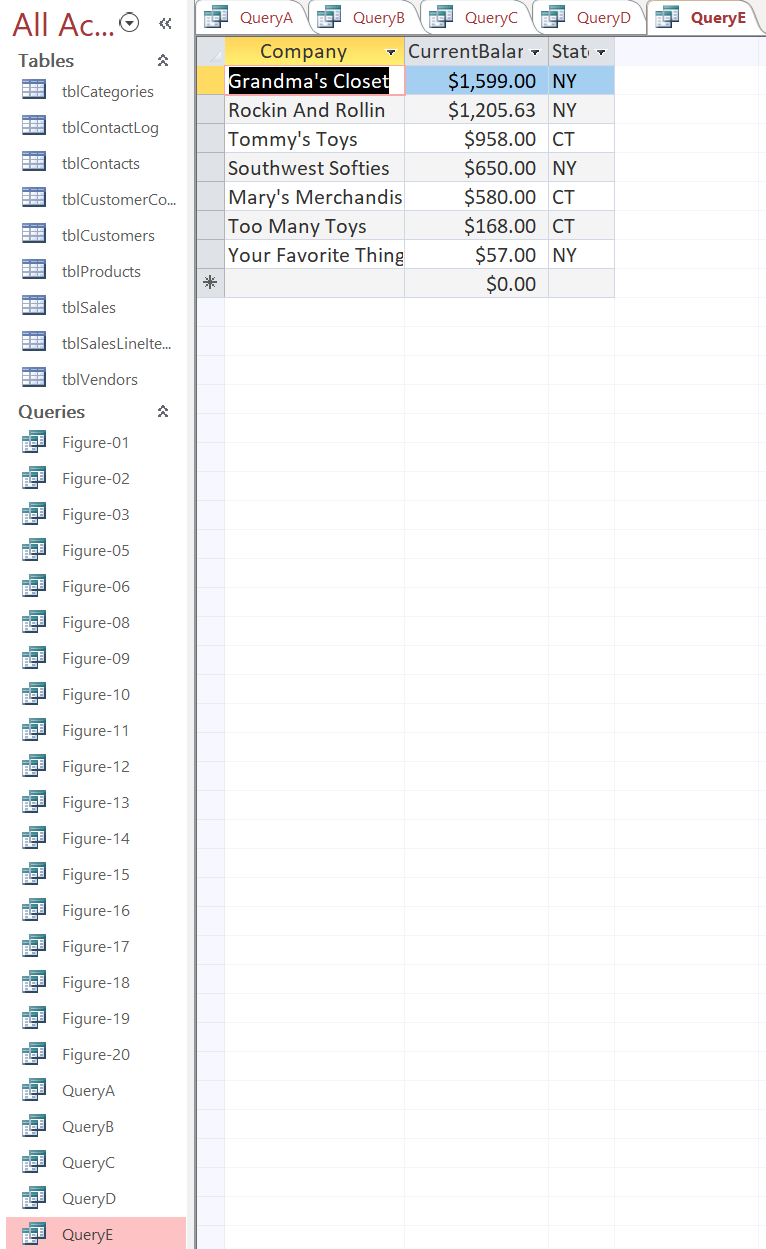 All Ac...
Tables
tblCategories
tblContactLog
tblContacts
tblCustomerCo...
tblCustomers
tblProducts
tblSales
tblSalesLineIte...
tblVendors
Queries
Figure-01
Figure-02
Figure-03
Figure-05
Figure-06
Figure-08
Figure-09
Figure-10
Figure-11
Figure-12
Figure-13
Figure-14
Figure-15
Figure-16
Figure-17
Figure-18
Figure-19
Figure-20
QueryA
QueryB
QueryC
QueryD
QueryE
QueryA QueryB QueryC QueryD QueryE
Company CurrentBalar Stat
Grandma's Closet $1,599.00 NY
Rockin And Rollin $1,205.63 NY
Tommy's Toys $958.00 CT
Southwest Softies $650.00 NY
Mary's Merchandis $580.00 CT
Too Many Toys $168.00 CT
Your Favorite Thing $57.00 NY
$0.00